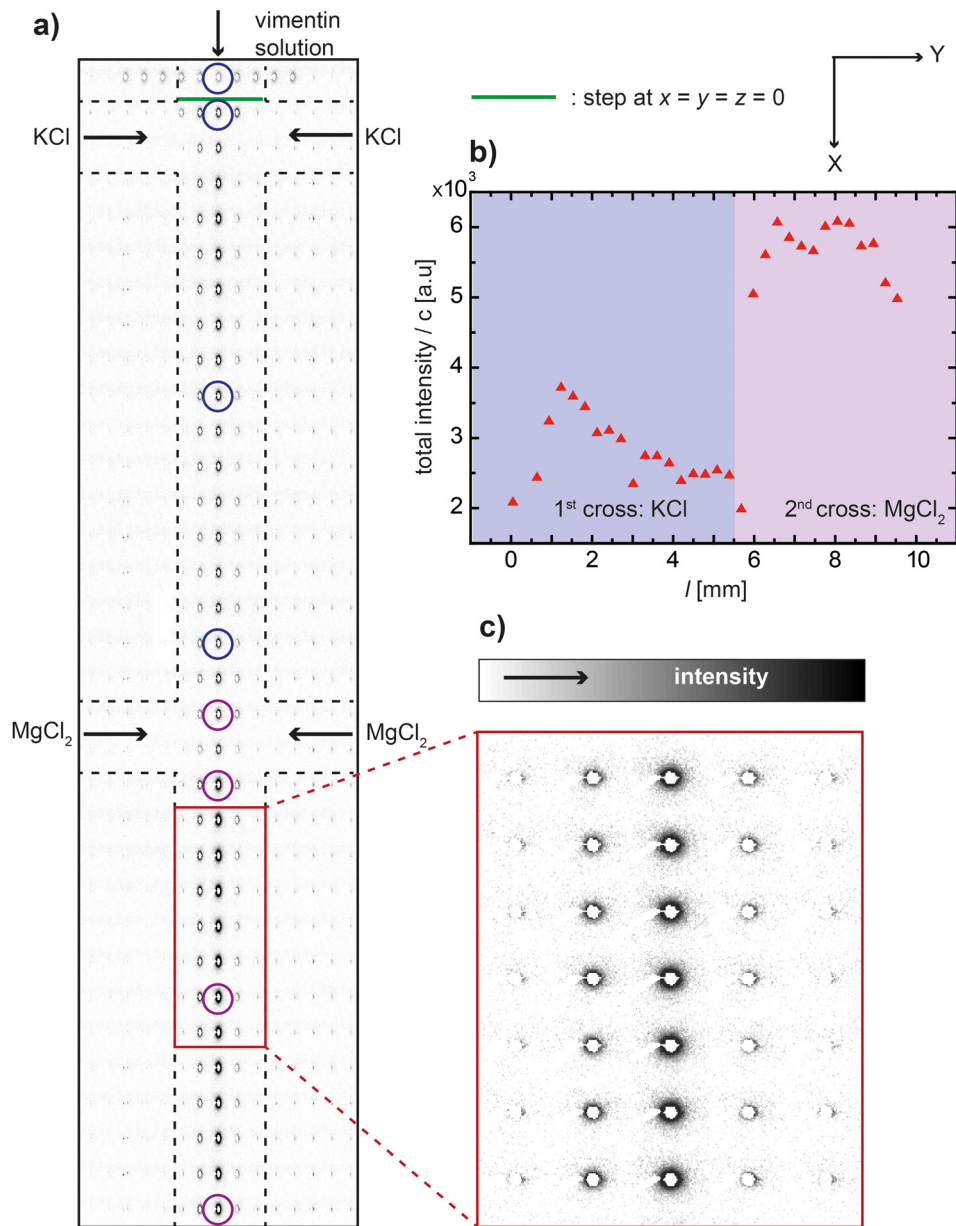 a)
vimentin
solution
KCl
KCl
MgCl₂
MgCl₂
: step at x = y = z = 0
Y
X
b)
x10³
6
5
4
3
2
total intensity / c [a.u]
1ˢᵗ cross: KCl
2ⁿᵈ cross: MgCl₂
0 2 4 6 8 10
l [mm]
c)
intensity